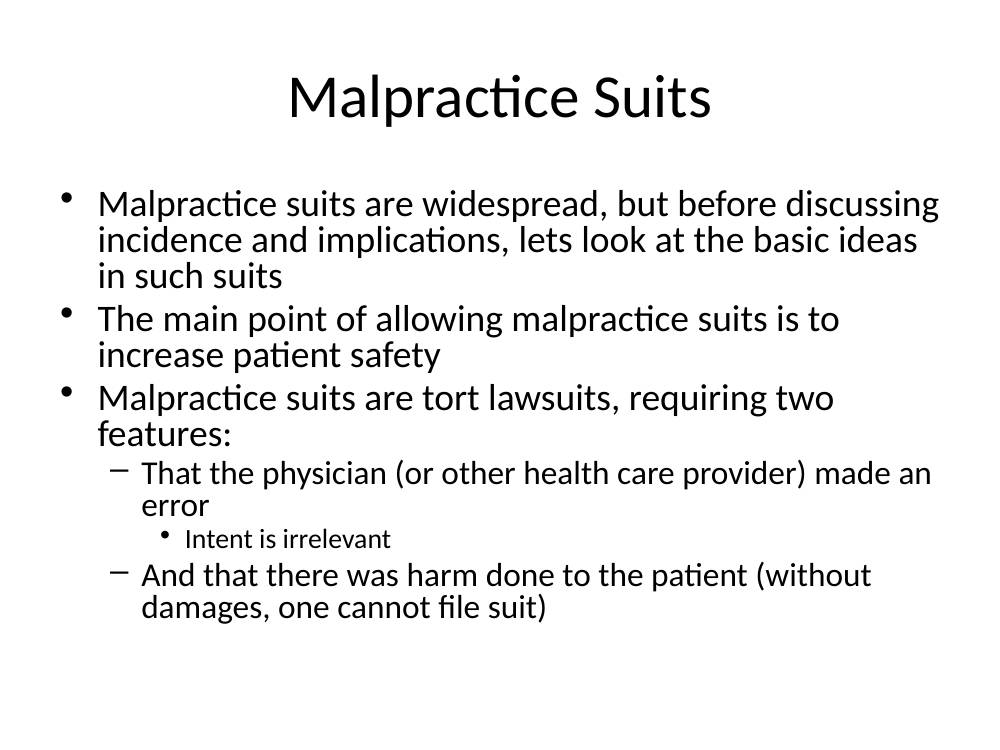 Malpractice Suits
• Malpractice suits are widespread, but before discussing
incidence and implications, lets look at the basic ideas
in such suits
• The main point of allowing malpractice suits is to
increase patient safety
• Malpractice suits are tort lawsuits, requiring two
features:
– That the physician (or other health care provider) made an
error
• Intent is irrelevant
– And that there was harm done to the patient (without
damages, one cannot file suit)